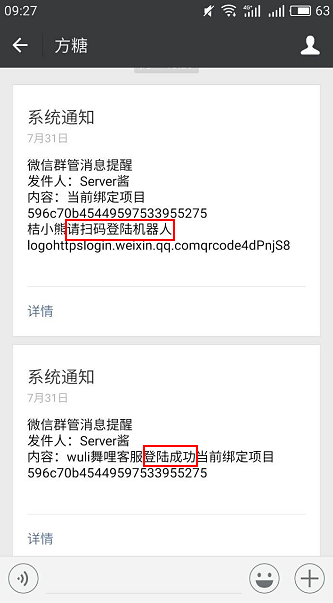 09:27
4G
63
方糖
系统通知
7月31日
微信群管消息提醒
发件人：Server酱
内容：当前绑定项目
596c70b45449597533955275
桔小熊请扫码登陆机器人
logohttpslogin.weixin.qq.comqrcode4dPnjS8
详情
系统通知
7月31日
微信群管消息提醒
发件人：Server酱
内容：wuli舞哩客服登陆成功当前绑定项目
596c70b45449597533955275
详情